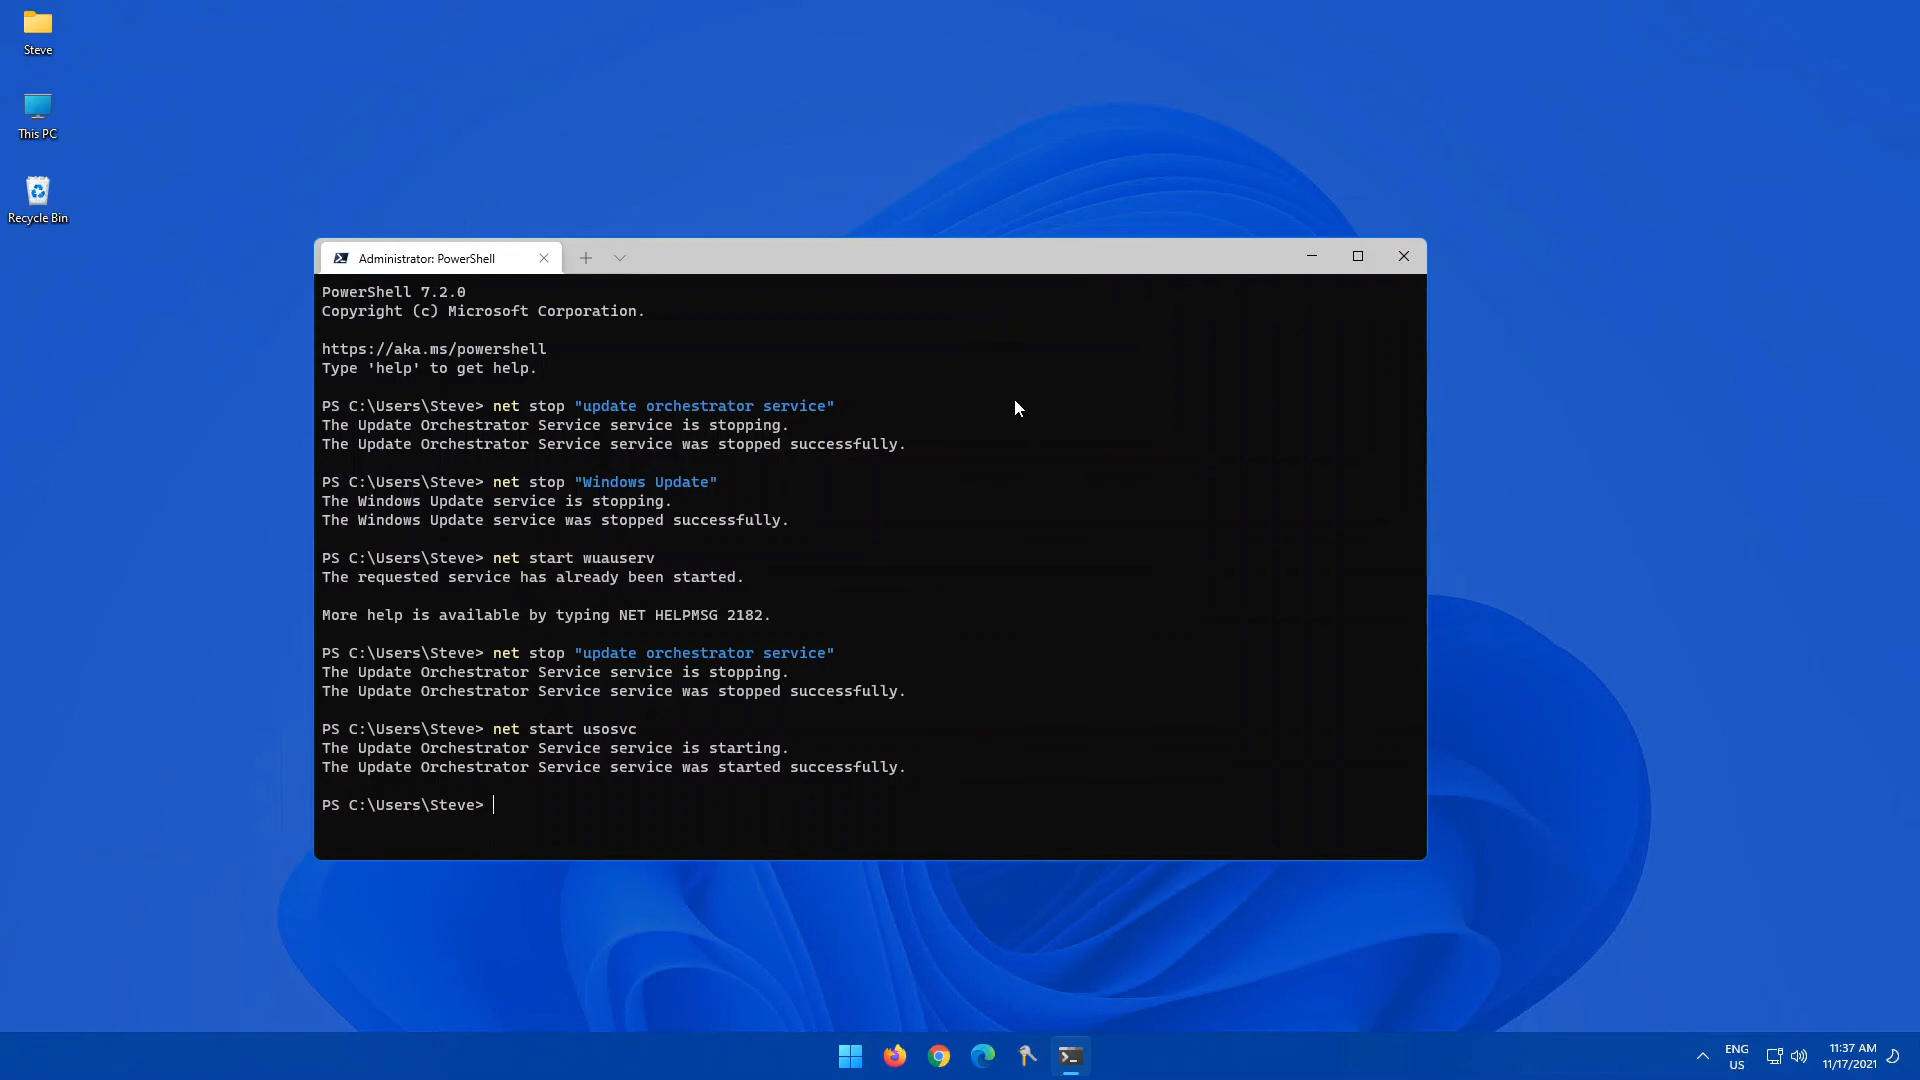 Steve
This PC
Recycle Bin
Administrator: PowerShell
PowerShell 7.2.0
Copyright (c) Microsoft Corporation.
https://aka.ms/powershell
Type 'help' to get help.
PS C:\Users\Steve> net stop "update orchestrator service"
The Update Orchestrator Service service is stopping.
The Update Orchestrator Service service was stopped successfully.
PS C:\Users\Steve> net stop "Windows Update"
The Windows Update service is stopping.
The Windows Update service was stopped successfully.
PS C:\Users\Steve> net start wuauserv
The requested service has already been started.
More help is available by typing NET HELPMSG 2182.
PS C:\Users\Steve> net stop "update orchestrator service"
The Update Orchestrator Service service is stopping.
The Update Orchestrator Service service was stopped successfully.
PS C:\Users\Steve> net start usosvc
The Update Orchestrator Service service is starting.
The Update Orchestrator Service service was started successfully.
PS C:\Users\Steve>
ENG
US
11:37 AM
11/17/2021